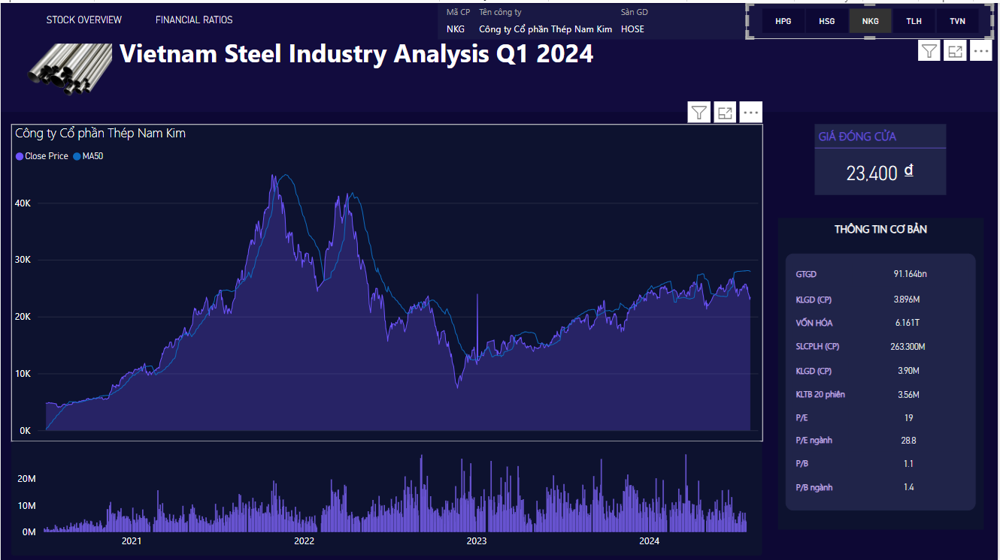 STOCK OVERVIEW
FINANCIAL RATIOS
Mã CP Tên công ty Sàn GD
NKG Công ty Cổ phần Thép Nam Kim HOSE
HPG HSG NKG TLH TVN
Vietnam Steel Industry Analysis Q1 2024
Công ty Cổ phần Thép Nam Kim
Close Price MA50
40K
30K
20K
10K
0K
20M
10M
0M
2021 2022 2023 2024
GIÁ ĐÓNG CỬA
23,400 ₫
THÔNG TIN CƠ BẢN
GTGD 91.164bn
KLGD (CP) 3.896M
VỐN HÓA 6.161T
SLCPLH (CP) 263.300M
KLGD (CP) 3.90M
KLTB 20 phiên 3.56M
P/E 19
P/E ngành 28.8
P/B 1.1
P/B ngành 1.4